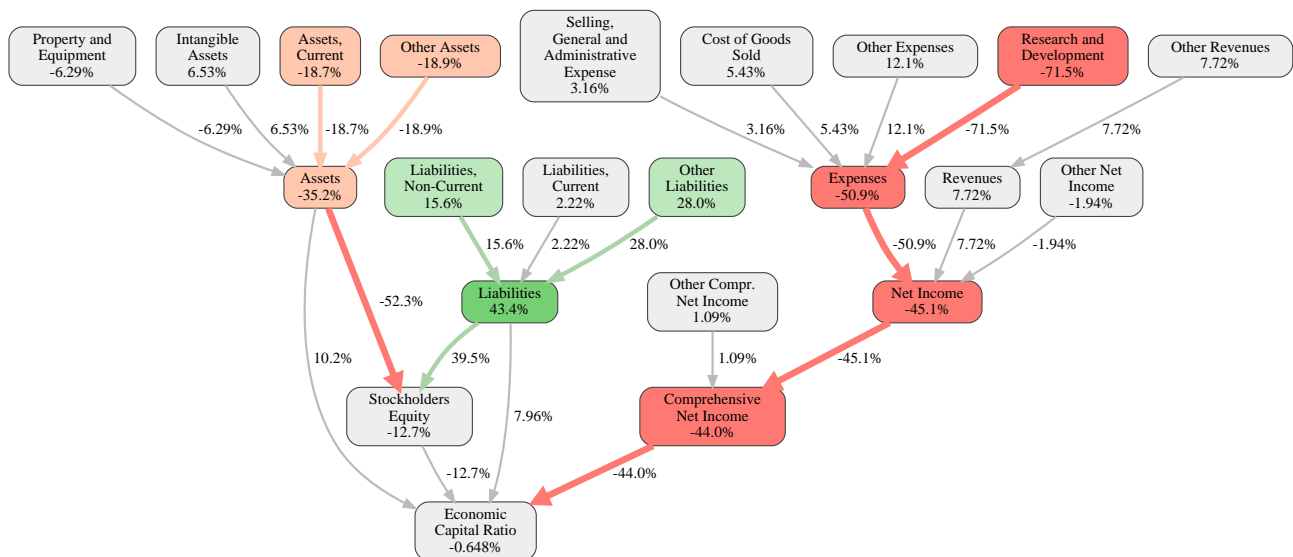 Property and
Equipment
-6.29%
Intangible
Assets
6.53%
Assets,
Current
-18.7%
Other Assets
-18.9%
Selling,
General and
Administrative
Expense
3.16%
Cost of Goods
Sold
5.43%
Other Expenses
12.1%
Research and
Development
-71.5%
Other Revenues
7.72%
-6.29%
6.53%
-18.7%
-18.9%
3.16%
5.43%
12.1%
-71.5%
7.72%
Assets
-35.2%
Liabilities,
Non-Current
15.6%
Liabilities,
Current
2.22%
Other
Liabilities
28.0%
Expenses
-50.9%
Revenues
7.72%
Other Net
Income
-1.94%
15.6%
2.22%
28.0%
-50.9%
7.72%
-1.94%
-52.3%
Liabilities
43.4%
Other Compr.
Net Income
1.09%
Net Income
-45.1%
10.2%
39.5%
1.09%
-45.1%
Stockholders
Equity
-12.7%
7.96%
Comprehensive
Net Income
-44.0%
-12.7%
-44.0%
Economic
Capital Ratio
-0.648%